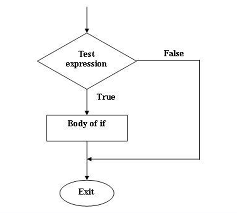 Test
expression
False
True
Body of if
Exit